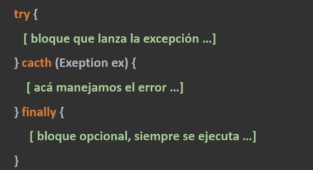 try {
[ bloque que lanza la excepción ...]
} cacth (Exeption ex) {
[ acá manejamos el error ...]
} finally {
[ bloque opcional, siempre se ejecuta ...]
}